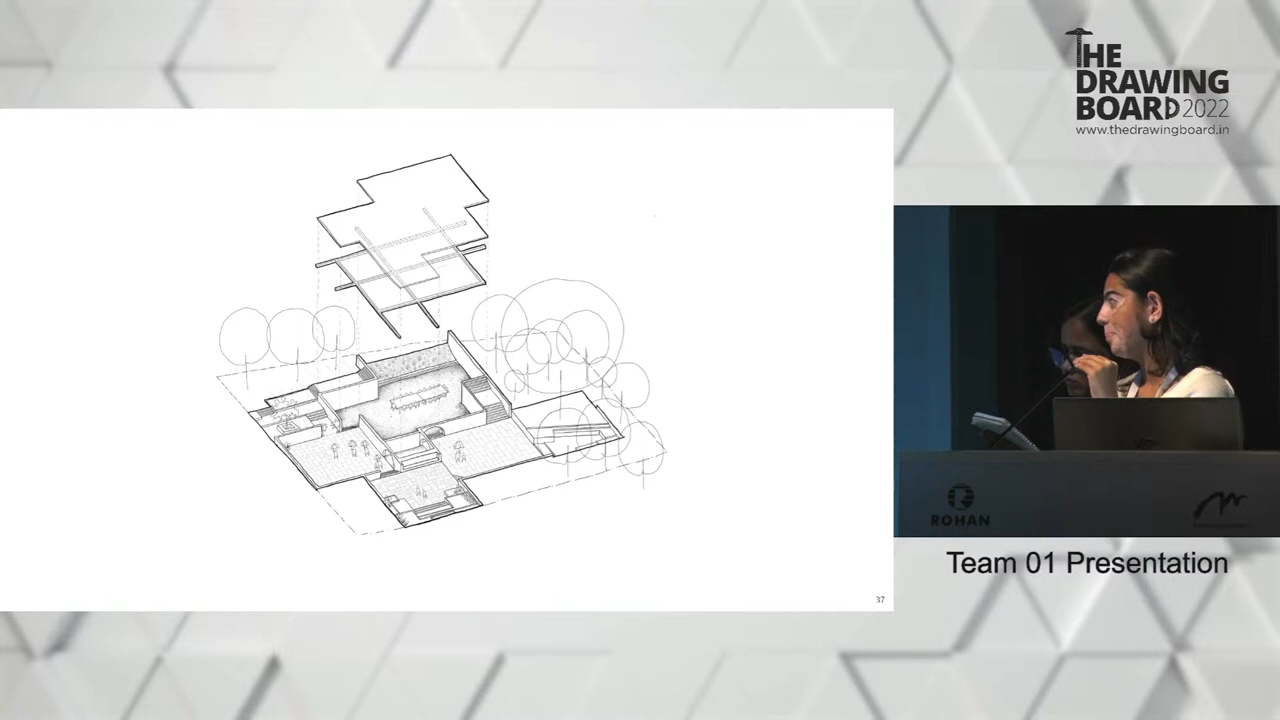 THE
DRAWING
BOARD 2022
www.thedrawingboard.in
ROHAN
Team 01 Presentation
37